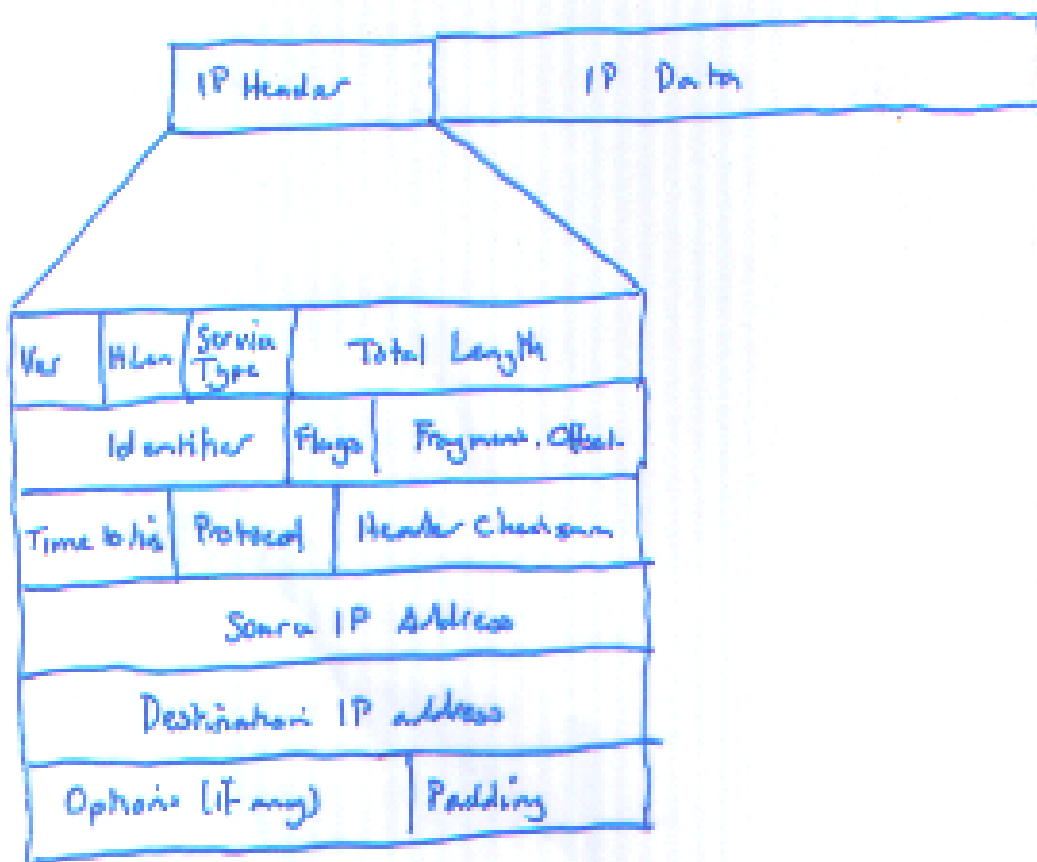 IP Header IP Data
Ver HLen Service Type Total Length
Identifier Flags Fragment. Offset.
Time to liv Protocol Header Checksum
Source IP Address
Destination IP address
Options (if any) Padding